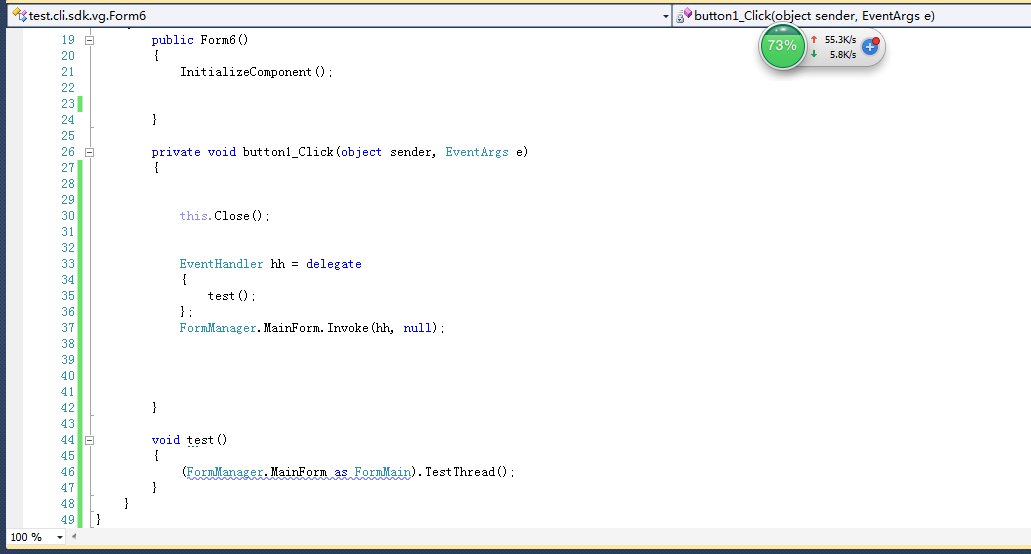 test.cli.sdk.vg.Form6
button1_Click(object sender, EventArgs e)
73%
55.3K/s
5.8K/s
19 public Form6()
20 {
21 InitializeComponent();
22
23
24 }
25
26 private void button1_Click(object sender, EventArgs e)
27 {
28
29
30 this.Close();
31
32
33 EventHandler hh = delegate
34 {
35 test();
36 };
37 FormManager.MainForm.Invoke(hh, null);
38
39
40
41
42 }
43
44 void test()
45 {
46 (FormManager.MainForm as FormMain).TestThread();
47 }
48 }
49 }
100 %